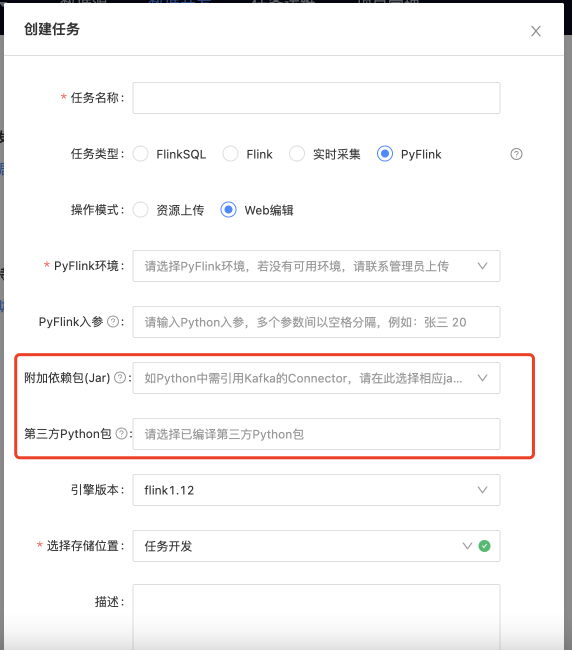 创建任务
* 任务名称：
任务类型： FlinkSQL Flink 实时采集 PyFlink
操作模式： 资源上传 Web编辑
* PyFlink环境： 请选择PyFlink环境，若没有可用环境，请联系管理员上传
PyFlink入参 ： 请输入Python入参，多个参数间以空格分隔，例如：张三 20
附加依赖包(Jar) ： 如Python中需引用Kafka的Connector，请在此选择相应ja...
第三方Python包 ： 请选择已编译第三方Python包
引擎版本： flink1.12
* 选择存储位置： 任务开发
描述：